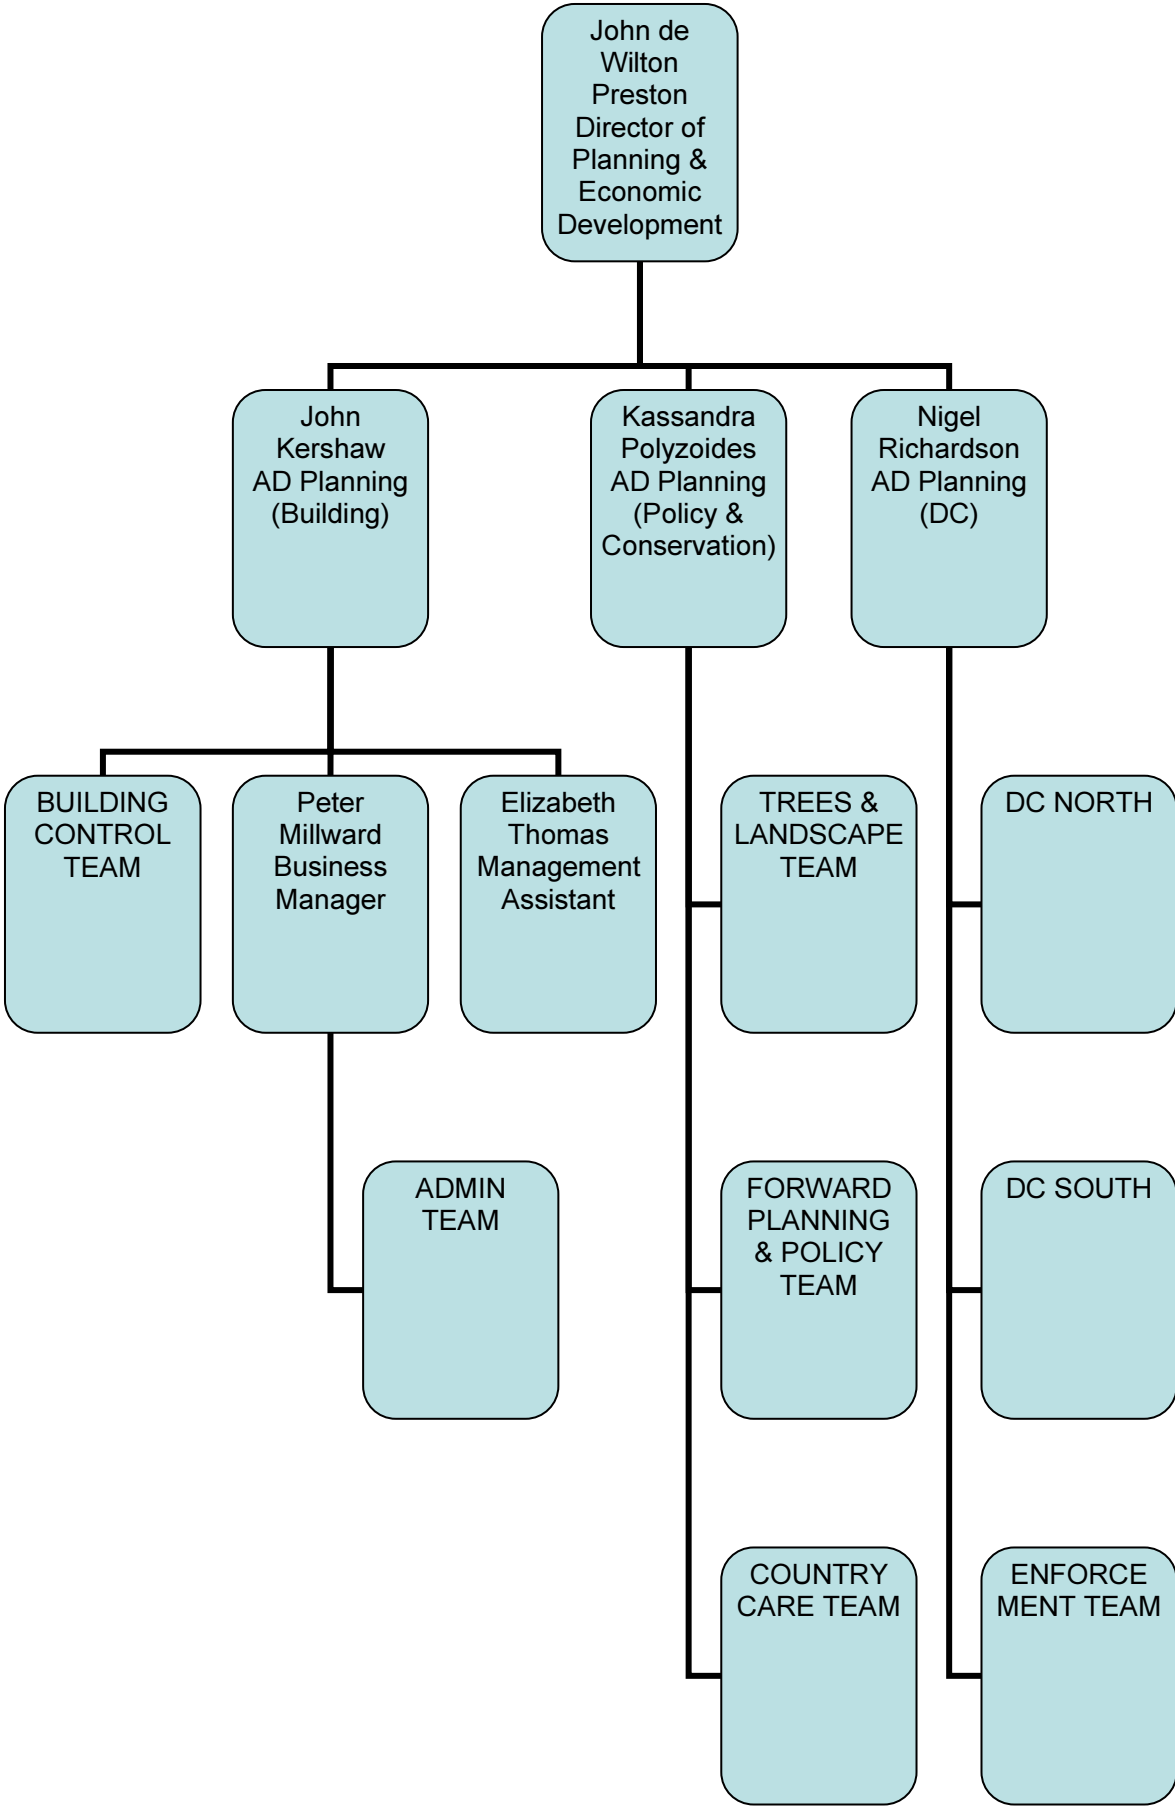 John de
Wilton
Preston
Director of
Planning &
Economic
Development
John
Kershaw
AD Planning
(Building)
Kassandra
Polyzoides
AD Planning
(Policy &
Conservation)
Nigel
Richardson
AD Planning
(DC)
BUILDING
CONTROL
TEAM
Peter
Millward
Business
Manager
Elizabeth
Thomas
Management
Assistant
TREES &
LANDSCAPE
TEAM
DC NORTH
ADMIN
TEAM
FORWARD
PLANNING
& POLICY
TEAM
DC SOUTH
COUNTRY
CARE TEAM
ENFORCE
MENT TEAM